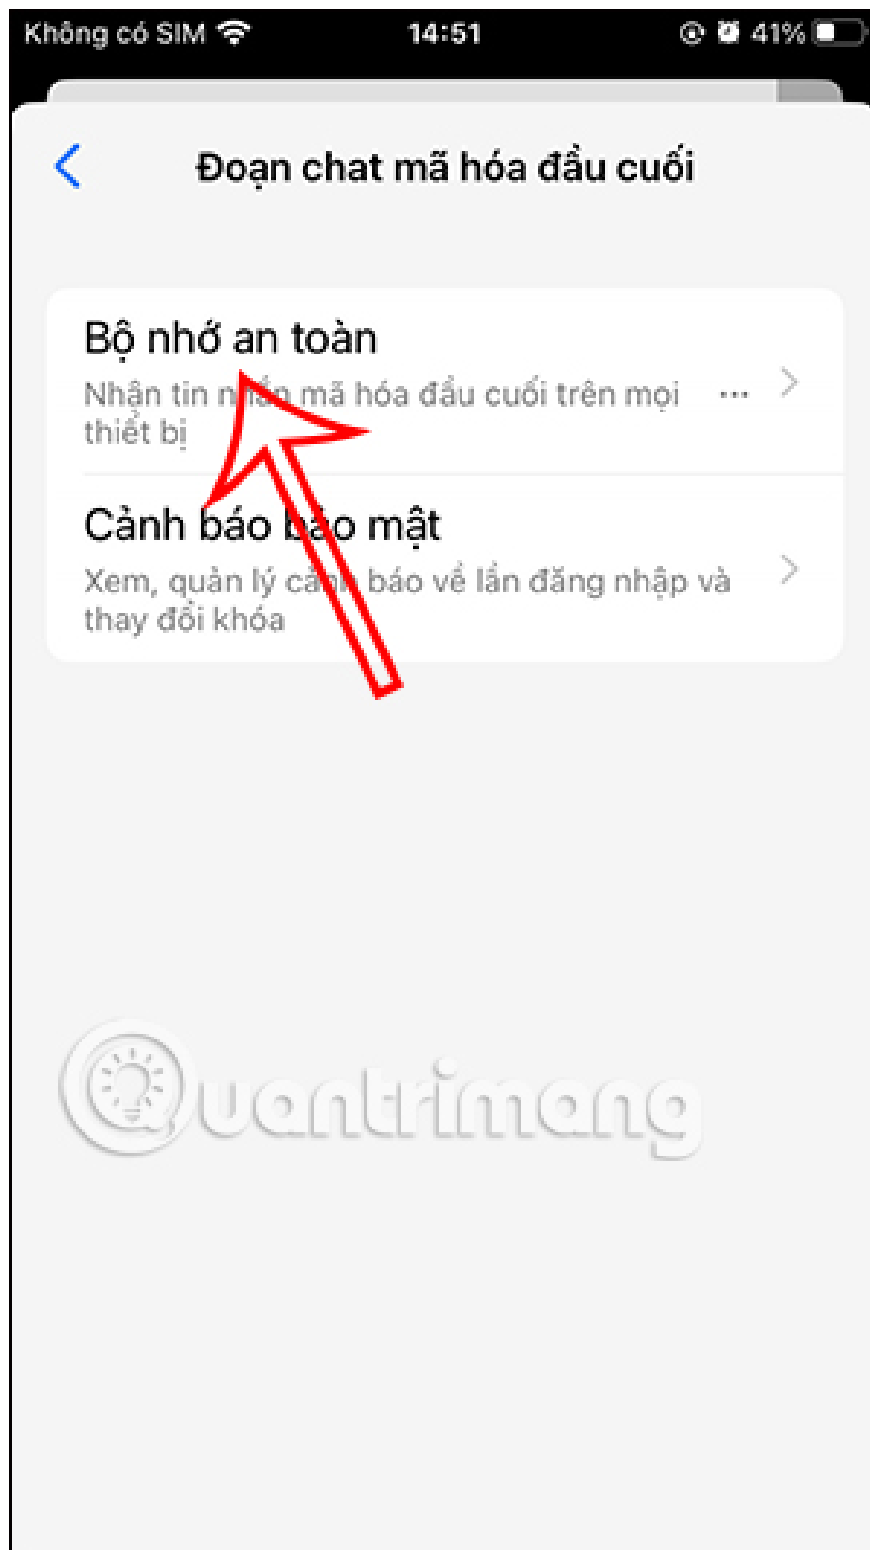 Không có SIM 14:51 41%
Đoạn chat mã hóa đầu cuối
Bộ nhớ an toàn
Nhận tin nhắn mã hóa đầu cuối trên mọi ...
thiết bị
Cảnh báo bảo mật
Xem, quản lý cảnh báo về lần đăng nhập và
thay đổi khóa
Quantrimang